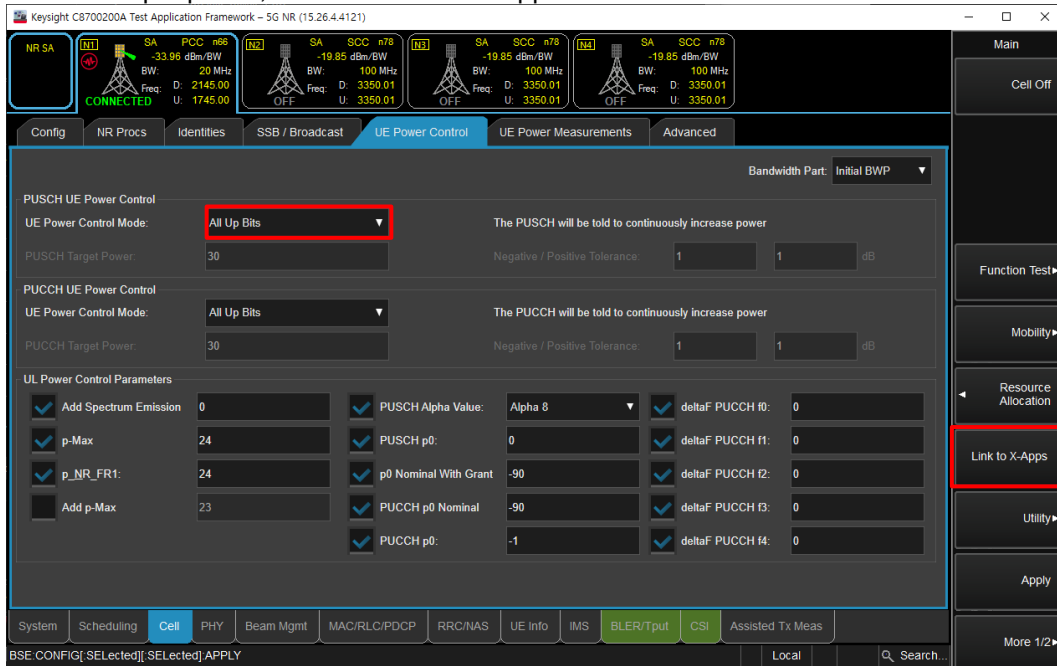 Keysight C8700200A Test Application Framework – 5G NR (15.26.4.4121)
NR SA
N1 SA PCC n66
-33.96 dBm/BW
BW: 20 MHz
Freq: D: 2145.00
CONNECTED U: 1745.00
N2 SA SCC n78
-19.85 dBm/BW
BW: 100 MHz
Freq: D: 3350.01
OFF U: 3350.01
N3 SA SCC n78
-19.85 dBm/BW
BW: 100 MHz
Freq: D: 3350.01
OFF U: 3350.01
N4 SA SCC n78
-19.85 dBm/BW
BW: 100 MHz
Freq: D: 3350.01
OFF U: 3350.01
Config NR Procs Identities SSB / Broadcast UE Power Control UE Power Measurements Advanced
Bandwidth Part: Initial BWP
PUSCH UE Power Control
UE Power Control Mode: All Up Bits The PUSCH will be told to continuously increase power
PUSCH Target Power: 30 Negative / Positive Tolerance: 1 1 dB
PUCCH UE Power Control
UE Power Control Mode: All Up Bits The PUCCH will be told to continuously increase power
PUCCH Target Power: 30 Negative / Positive Tolerance: 1 1 dB
UL Power Control Parameters
Add Spectrum Emission 0 PUSCH Alpha Value: Alpha 8 deltaF PUCCH f0: 0
p-Max 24 PUSCH p0: 0 deltaF PUCCH f1: 0
p_NR_FR1: 24 p0 Nominal With Grant -90 deltaF PUCCH f2: 0
Add p-Max 23 PUCCH p0 Nominal -90 deltaF PUCCH f3: 0
PUCCH p0: -1 deltaF PUCCH f4: 0
System Scheduling Cell PHY Beam Mgmt MAC/RLC/PDCP RRC/NAS UE Info IMS BLER/Tput CSI Assisted Tx Meas
BSE:CONFIG[:SELected][:SELected]:APPLY Local Search...
Main
Cell Off
Function Test
Mobility
Resource
Allocation
Link to X-Apps
Utility
Apply
More 1/2